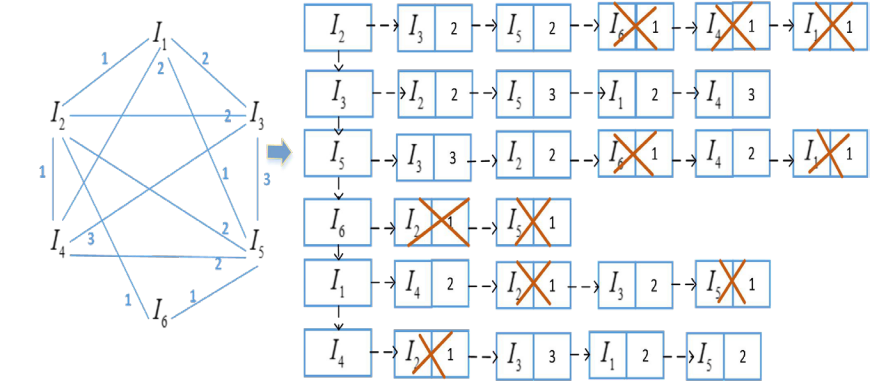 I1
1 2 2
I2 2 I3
1 1 3
I4 3 2 I5
2
1 1
I6
I2 I3 2 I5 2 I6 1 I4 1 I1 1
I3 I2 2 I5 3 I1 2 I4 3
I5 I3 3 I2 2 I6 1 I4 2 I1 1
I6 I2 1 I5 1
I1 I4 2 I2 1 I3 2 I5 1
I4 I2 1 I3 3 I1 2 I5 2